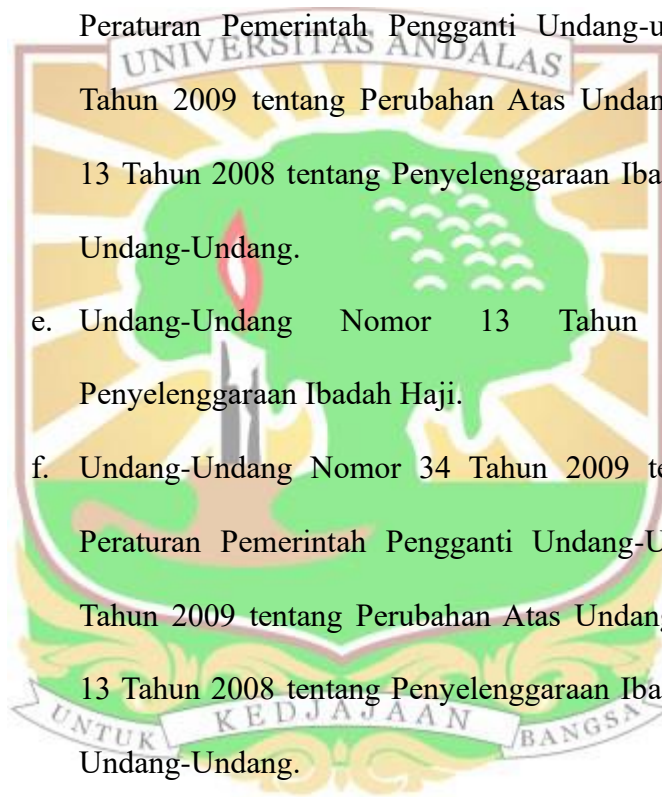 Peraturan Pemerintah Pengganti Undang-u
UNIVERSITAS ANDALAS
Tahun 2009 tentang Perubahan Atas Undan
13 Tahun 2008 tentang Penyelenggaraan Iba
Undang-Undang.
e. Undang-Undang Nomor 13 Tahun
Penyelenggaraan Ibadah Haji.
f. Undang-Undang Nomor 34 Tahun 2009 te
Peraturan Pemerintah Pengganti Undang-U
Tahun 2009 tentang Perubahan Atas Undang
13 Tahun 2008 tentang Penyelenggaraan Iba
UNTUK KEDJAJAAN BANGSA
Undang-Undang.